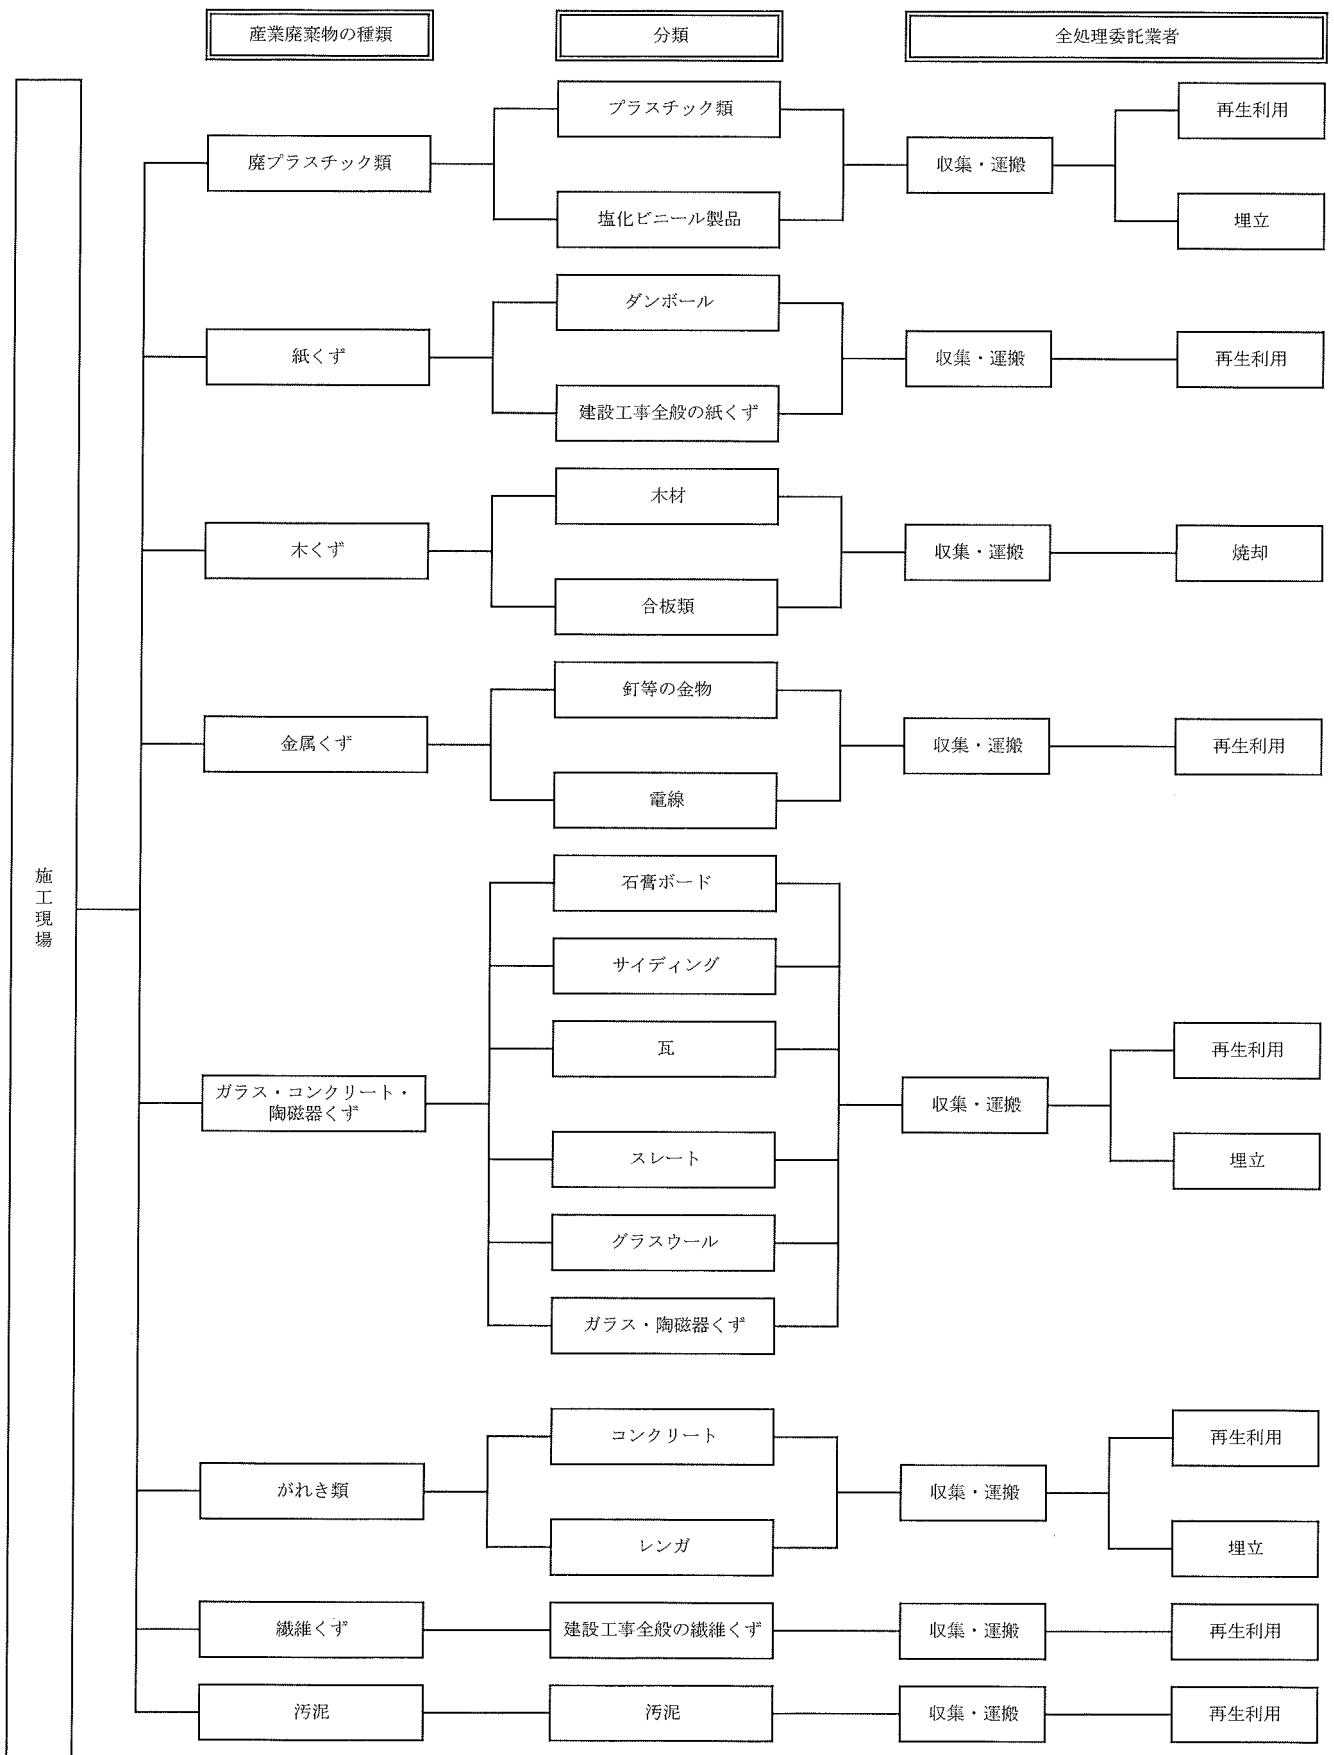 産業廃棄物の種類
分類
全処理委託業者
施工現場
廃プラスチック類
プラスチック類
塩化ビニール製品
収集・運搬
再生利用
埋立
紙くず
ダンボール
建設工事全般の紙くず
収集・運搬
再生利用
木くず
木材
合板類
収集・運搬
焼却
金属くず
釘等の金物
電線
収集・運搬
再生利用
ガラス・コンクリート・
陶磁器くず
石膏ボード
サイディング
瓦
スレート
グラスウール
ガラス・陶磁器くず
収集・運搬
再生利用
埋立
がれき類
コンクリート
レンガ
収集・運搬
再生利用
埋立
繊維くず
建設工事全般の繊維くず
収集・運搬
再生利用
汚泥
汚泥
収集・運搬
再生利用